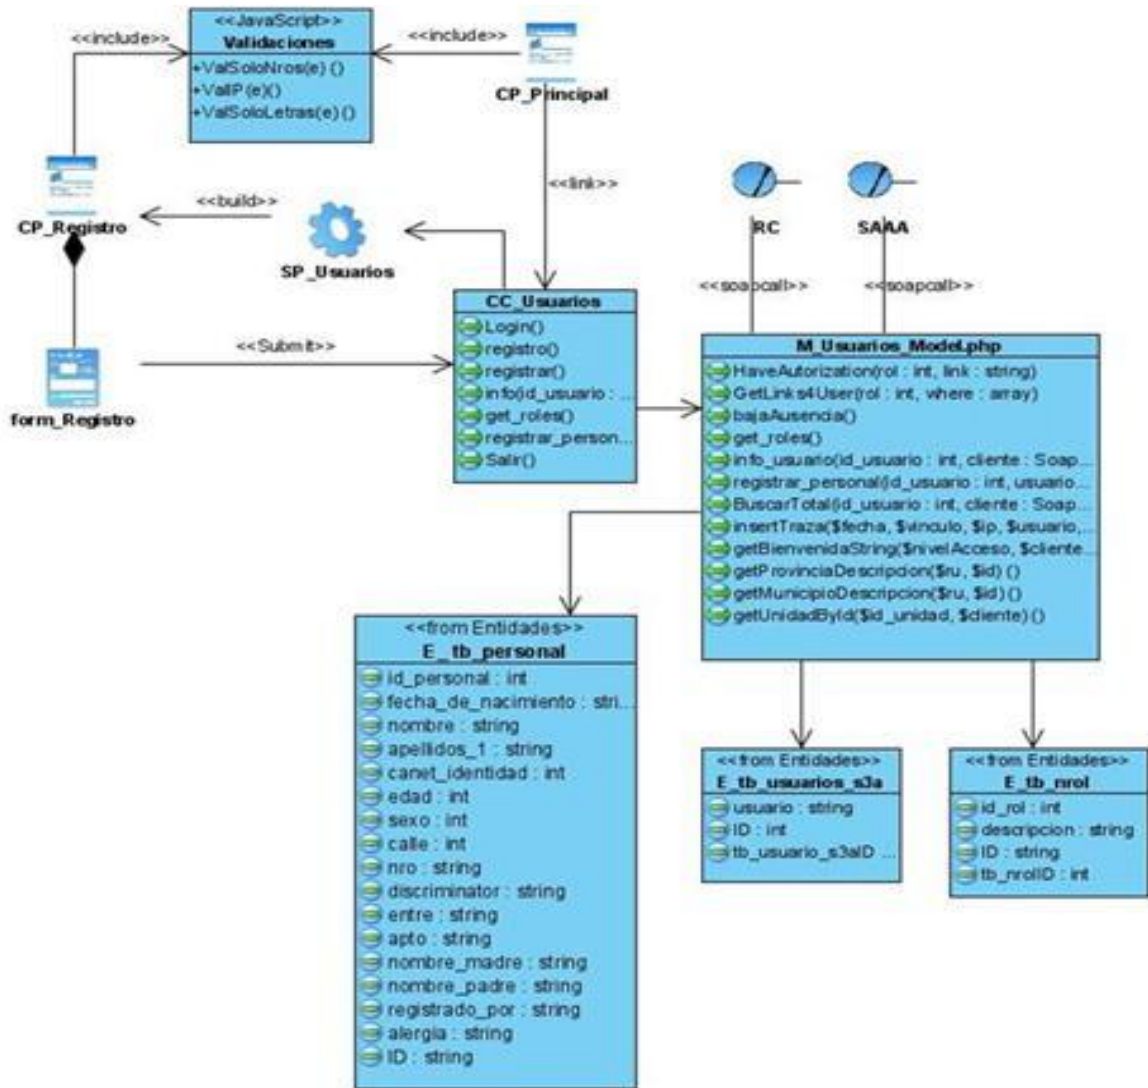 <<JavaScript>>
Validaciones
+ValSoloNros(e) ()
+ValIP(e)()
+ValSoloLetras(e) ()
<<include>>
<<include>>
CP_Principal
CP_Registro
<<build>>
SP_Usuarios
<<link>>
RC
SAAA
<<soapcall>>
<<soapcall>>
form_Registro
<<Submit>>
CC_Usuarios
Login()
registro()
registrar()
info(id_usuario : ...
get_roles()
registrar_person...
Salir()
M_Usuarios_Model.php
HaveAutorization(rol : int, link : string)
GetLinks4User(rol : int, where : array)
bajaAusencia()
get_roles()
info_usuario(id_usuario : int, cliente : Soap...
registrar_personal(id_usuario : int, usuario...
BuscarTotal(id_usuario : int, cliente : Soap...
insertTraza($fecha, $vinculo, $ip, $usuario,...
getBienvenidaString($nivelAcceso, $cliente...
getProvinciaDescripcion($ru, $id) ()
getMunicipioDescripcion($ru, $id) ()
getUnidadById($id_unidad, $cliente) ()
<<from Entidades>>
E_tb_personal
id_personal : int
fecha_de_nacimiento : stri...
nombre : string
apellidos_1 : string
canet_identidad : int
edad : int
sexo : int
calle : int
nro : string
discriminator : string
entre : string
apto : string
nombre_madre : string
nombre_padre : string
registrado_por : string
alergia : string
ID : string
<<from Entidades>>
E_tb_usuarios_s3a
usuario : string
ID : int
tb_usuario_s3aID ...
<<from Entidades>>
E_tb_nrol
id_rol : int
descripcion : string
ID : string
tb_nrolID : int